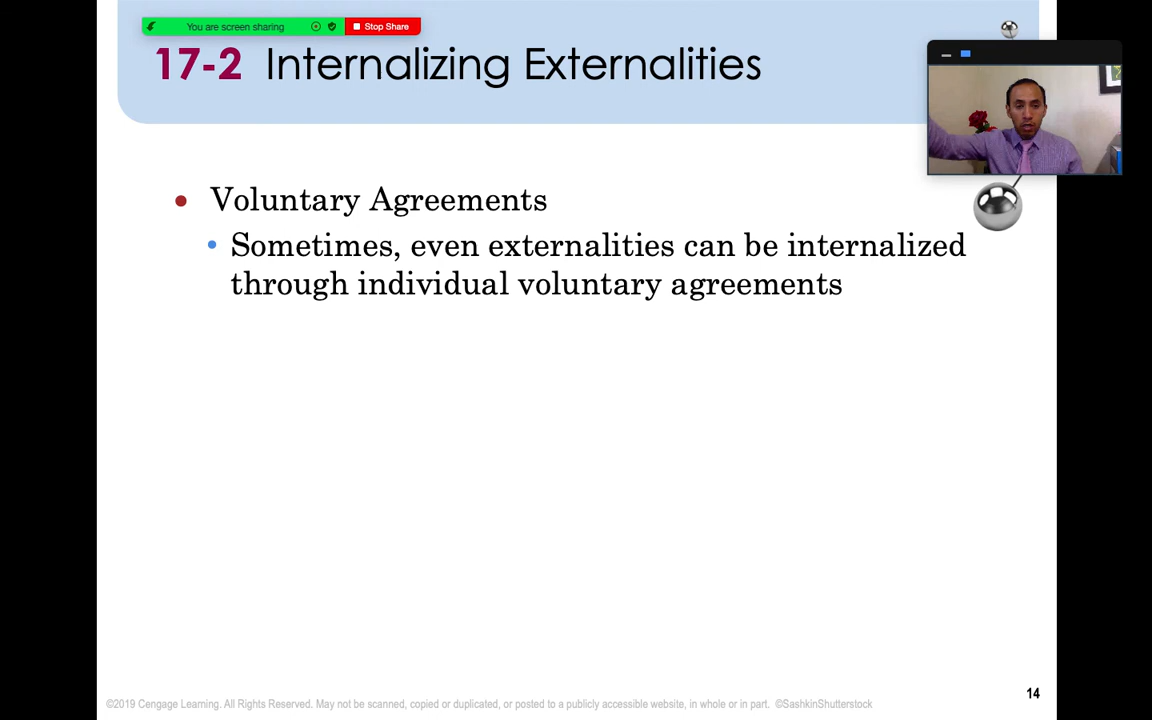 You are screen sharing
Stop Share
17-2 Internalizing Externalities
• Voluntary Agreements
• Sometimes, even externalities can be internalized
through individual voluntary agreements
14
©2019 Cengage Learning. All Rights Reserved. May not be scanned, copied or duplicated, or posted to a publicly accessible website, in whole or in part. ©SashkinShutterstock